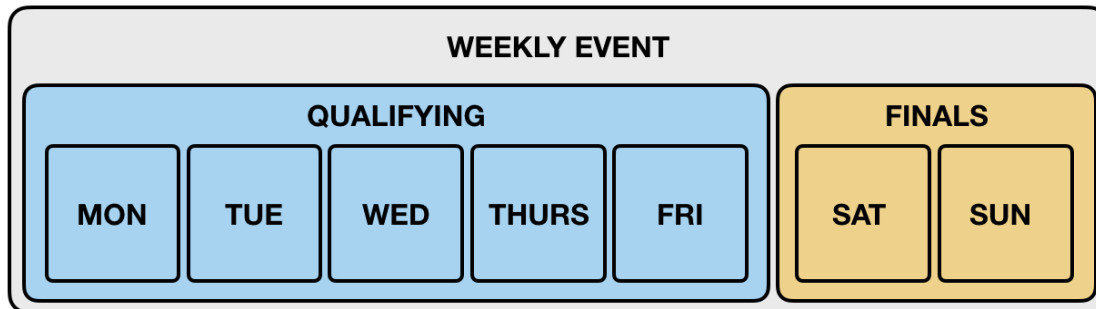 WEEKLY EVENT
QUALIFYING
FINALS
MON
TUE
WED
THURS
FRI
SAT
SUN